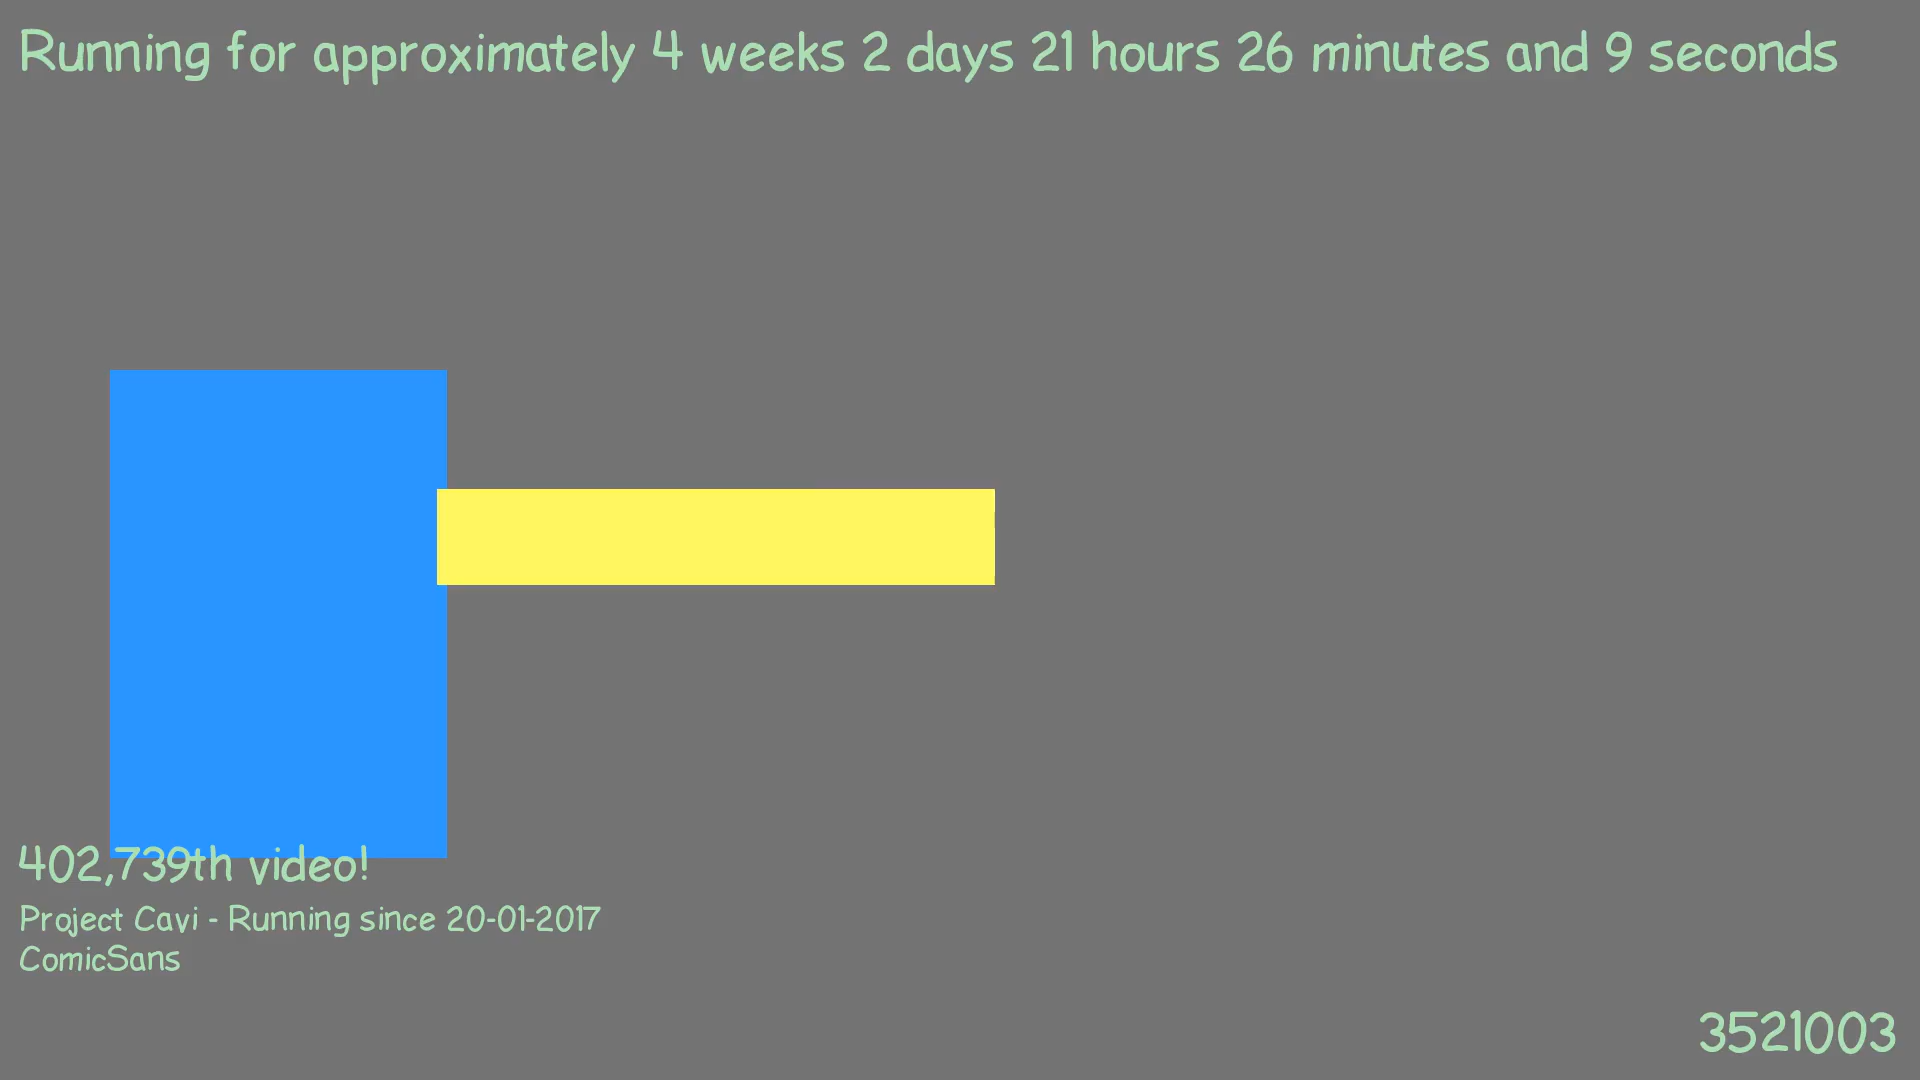 Running for approximately 4 weeks 2 days 21 hours 26 minutes and 9 seconds
402,739th video!
Project Cavi - Running since 20-01-2017
ComicSans
3521003